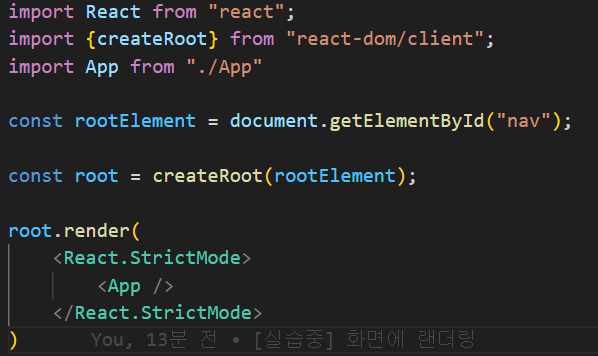 import React from "react";
import {createRoot} from "react-dom/client";
import App from "./App"
const rootElement = document.getElementById("nav");
const root = createRoot(rootElement);
root.render(
<React.StrictMode>
<App />
</React.StrictMode>
) You, 13분 전 • [실습중] 화면에 랜더링